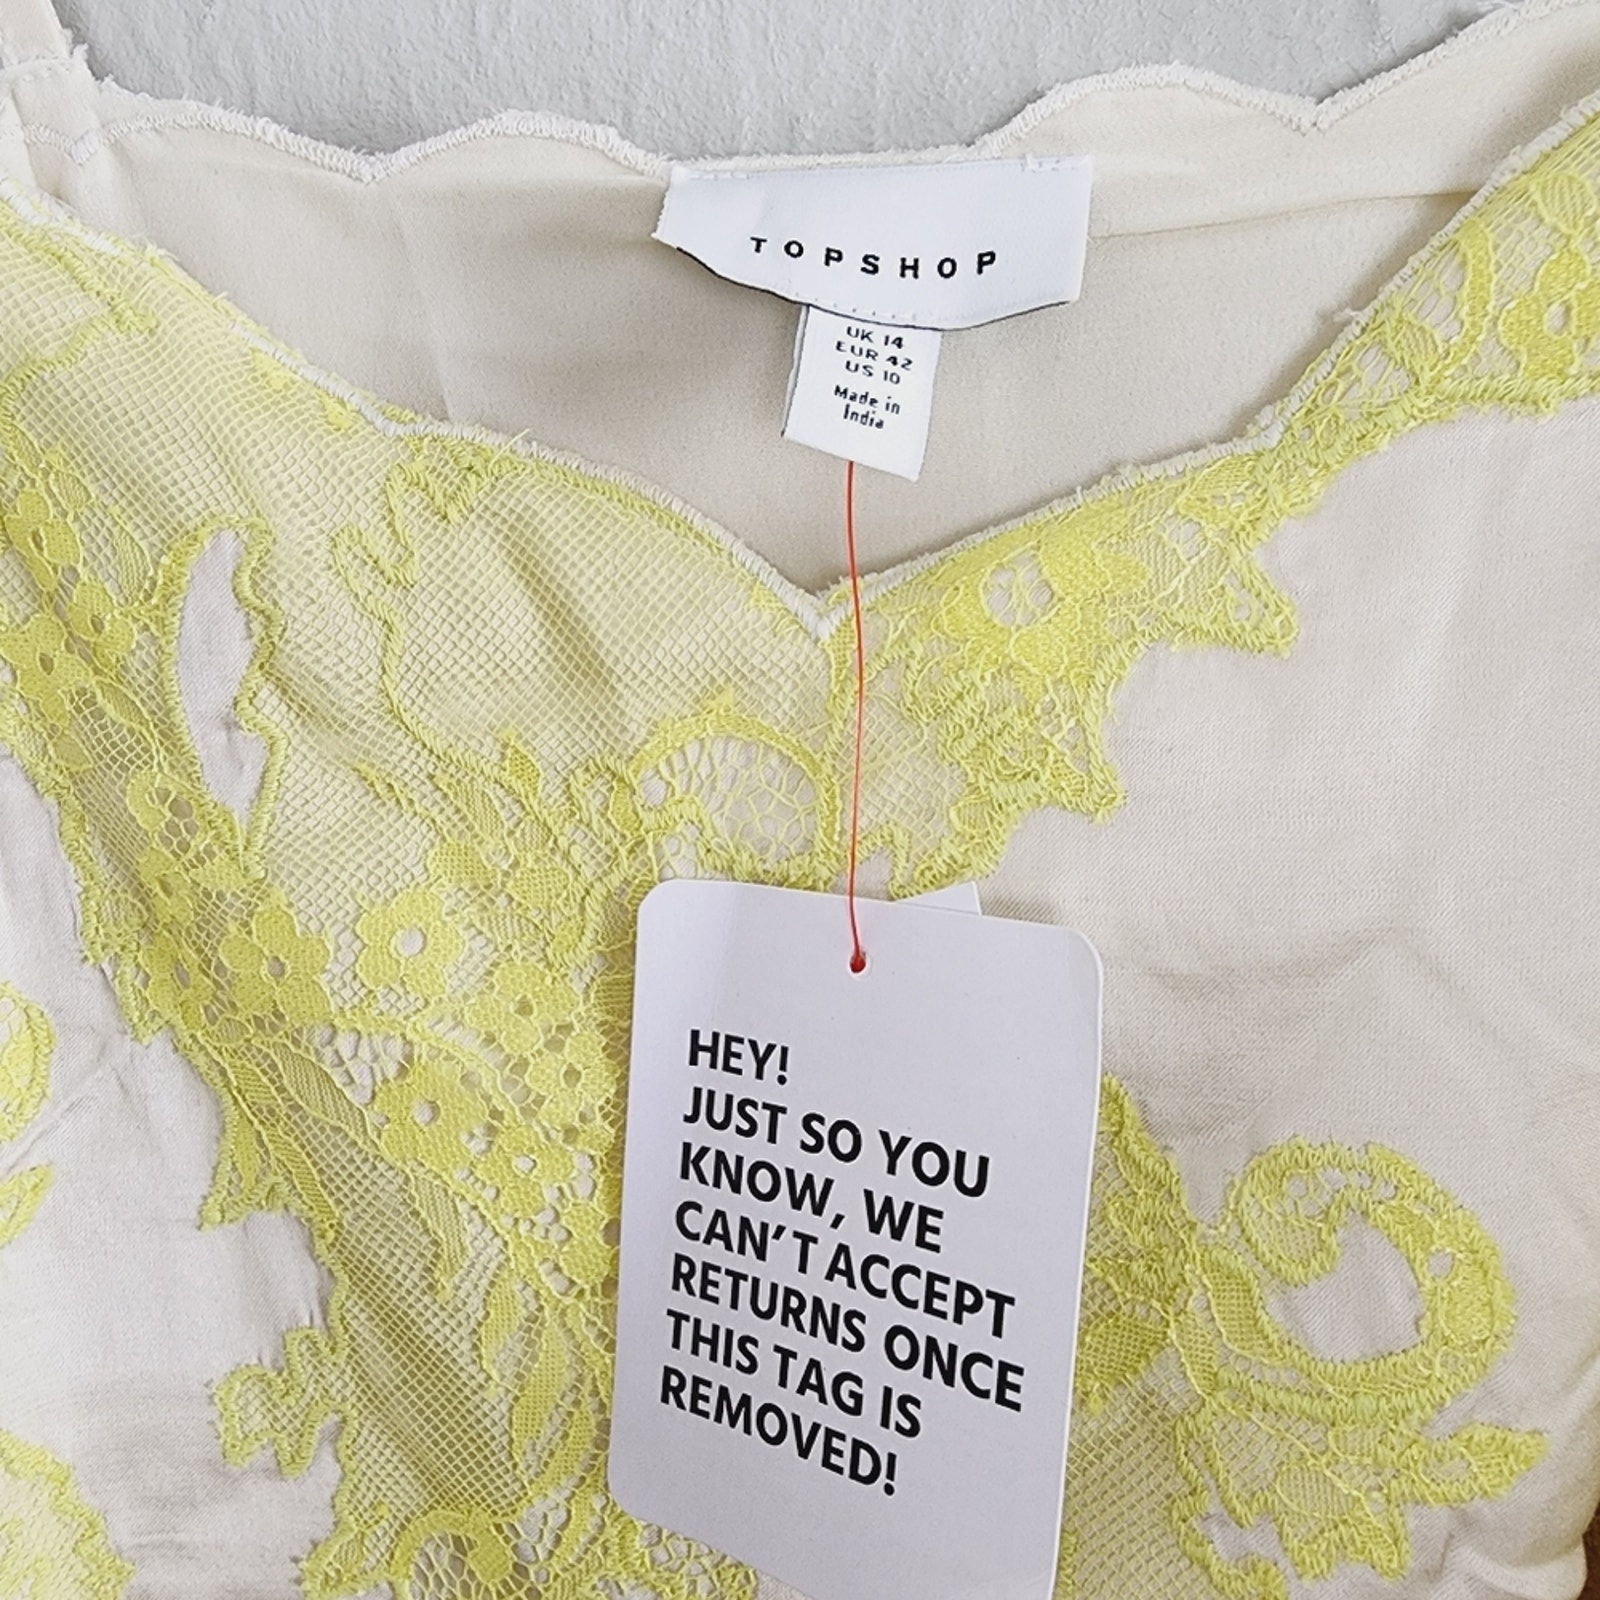 TOPSHOP
UK 14
EUR 42
US 10
Made in
India
HEY!
JUST SO YOU
KNOW, WE
CAN'T ACCEPT
RETURNS ONCE
THIS TAG IS
REMOVED!